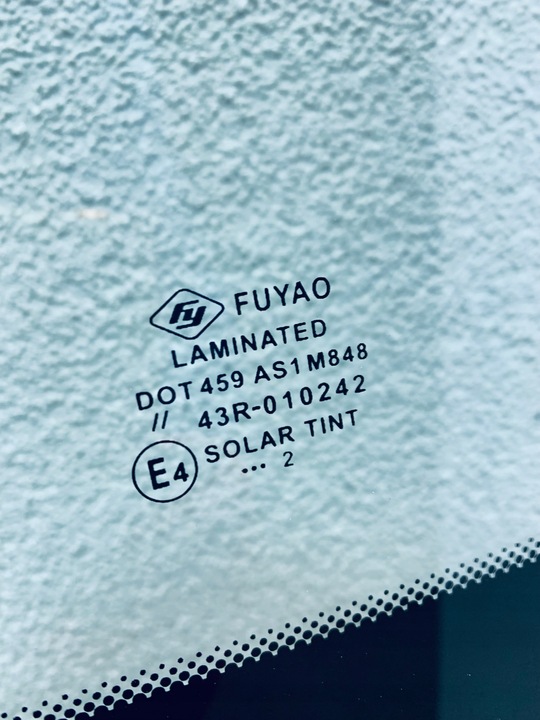 FY FUYAO
LAMINATED
DOT 459 AS1 M848
// 43R-010242
E4 SOLAR TINT
... 2